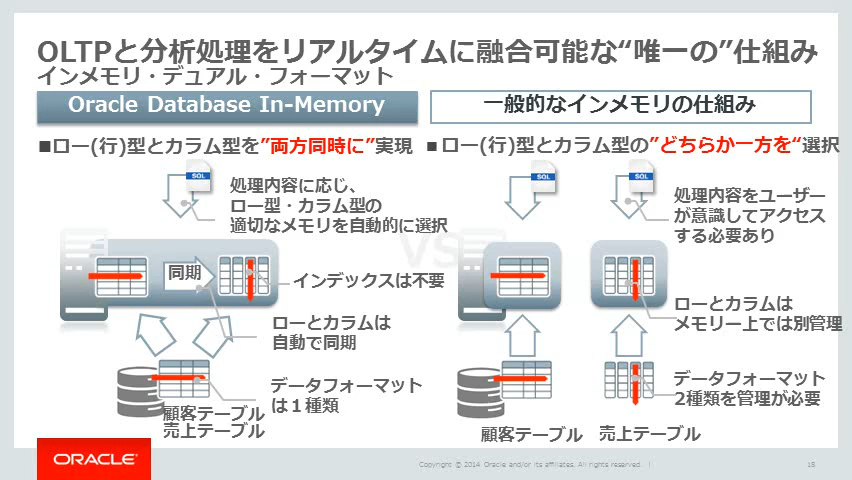 OLTPと分析処理をリアルタイムに融合可能な“唯一の”仕組み
インメモリ・デュアル・フォーマット
Oracle Database In-Memory
一般的なインメモリの仕組み
■ロー(行)型とカラム型を”両方同時に”実現
■ロー(行)型とカラム型の”どちらか一方を“選択
SQL
処理内容に応じ、
ロー型・カラム型の
適切なメモリを自動的に選択
SQL
SQL
処理内容をユーザー
が意識してアクセス
する必要あり
VS
同期
インデックスは不要
ローとカラムは
自動で同期
ローとカラムは
メモリー上では別管理
データフォーマット
は１種類
データフォーマット
2種類を管理が必要
顧客テーブル
売上テーブル
顧客テーブル
売上テーブル
ORACLE
Copyright © 2014 Oracle and/or its affiliates. All rights reserved. |